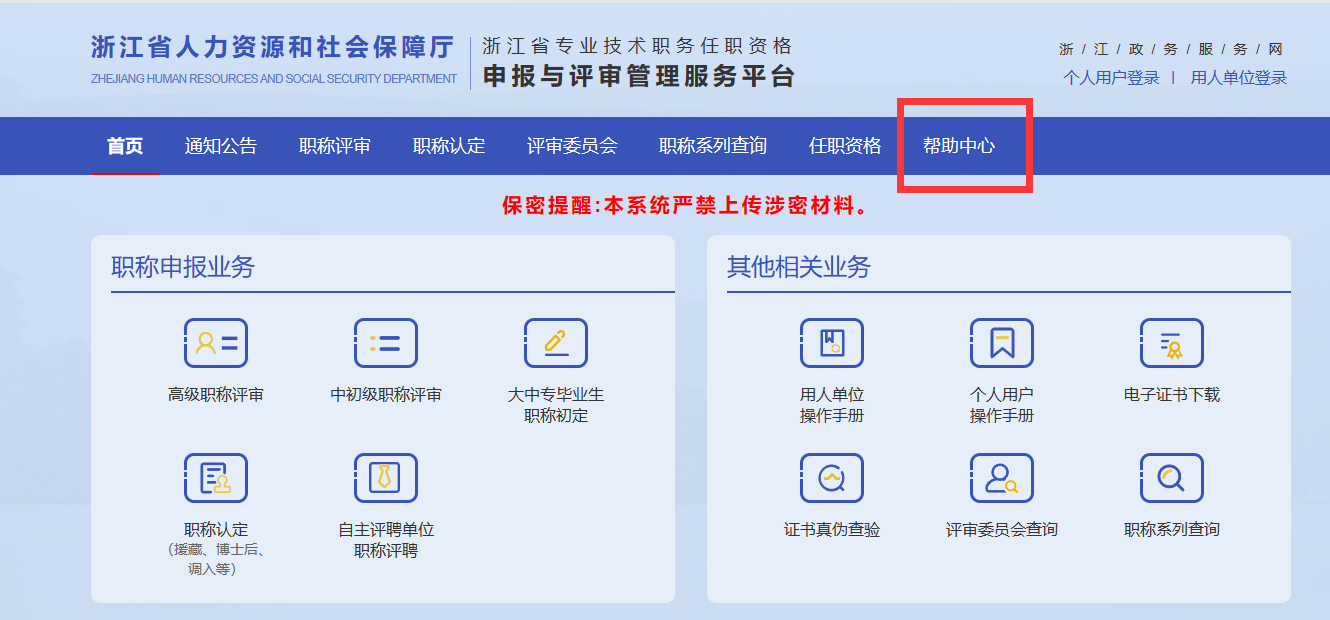 浙江省人力资源和社会保障厅
ZHEJIANG HUMAN RESOURCES AND SOCIAL SECURITY DEPARTMENT
浙江省专业技术职务任职资格
申报与评审管理服务平台
浙 / 江 / 政 / 务 / 服 / 务 / 网
个人用户登录 | 用人单位登录
首页 通知公告 职称评审 职称认定 评审委员会 职称系列查询 任职资格 帮助中心
保密提醒:本系统严禁上传涉密材料。
职称申报业务
高级职称评审
中初级职称评审
大中专毕业生
职称初定
职称认定
（援藏、博士后、
调入等）
自主评聘单位
职称评聘
其他相关业务
用人单位
操作手册
个人用户
操作手册
电子证书下载
证书真伪查验
评审委员会查询
职称系列查询